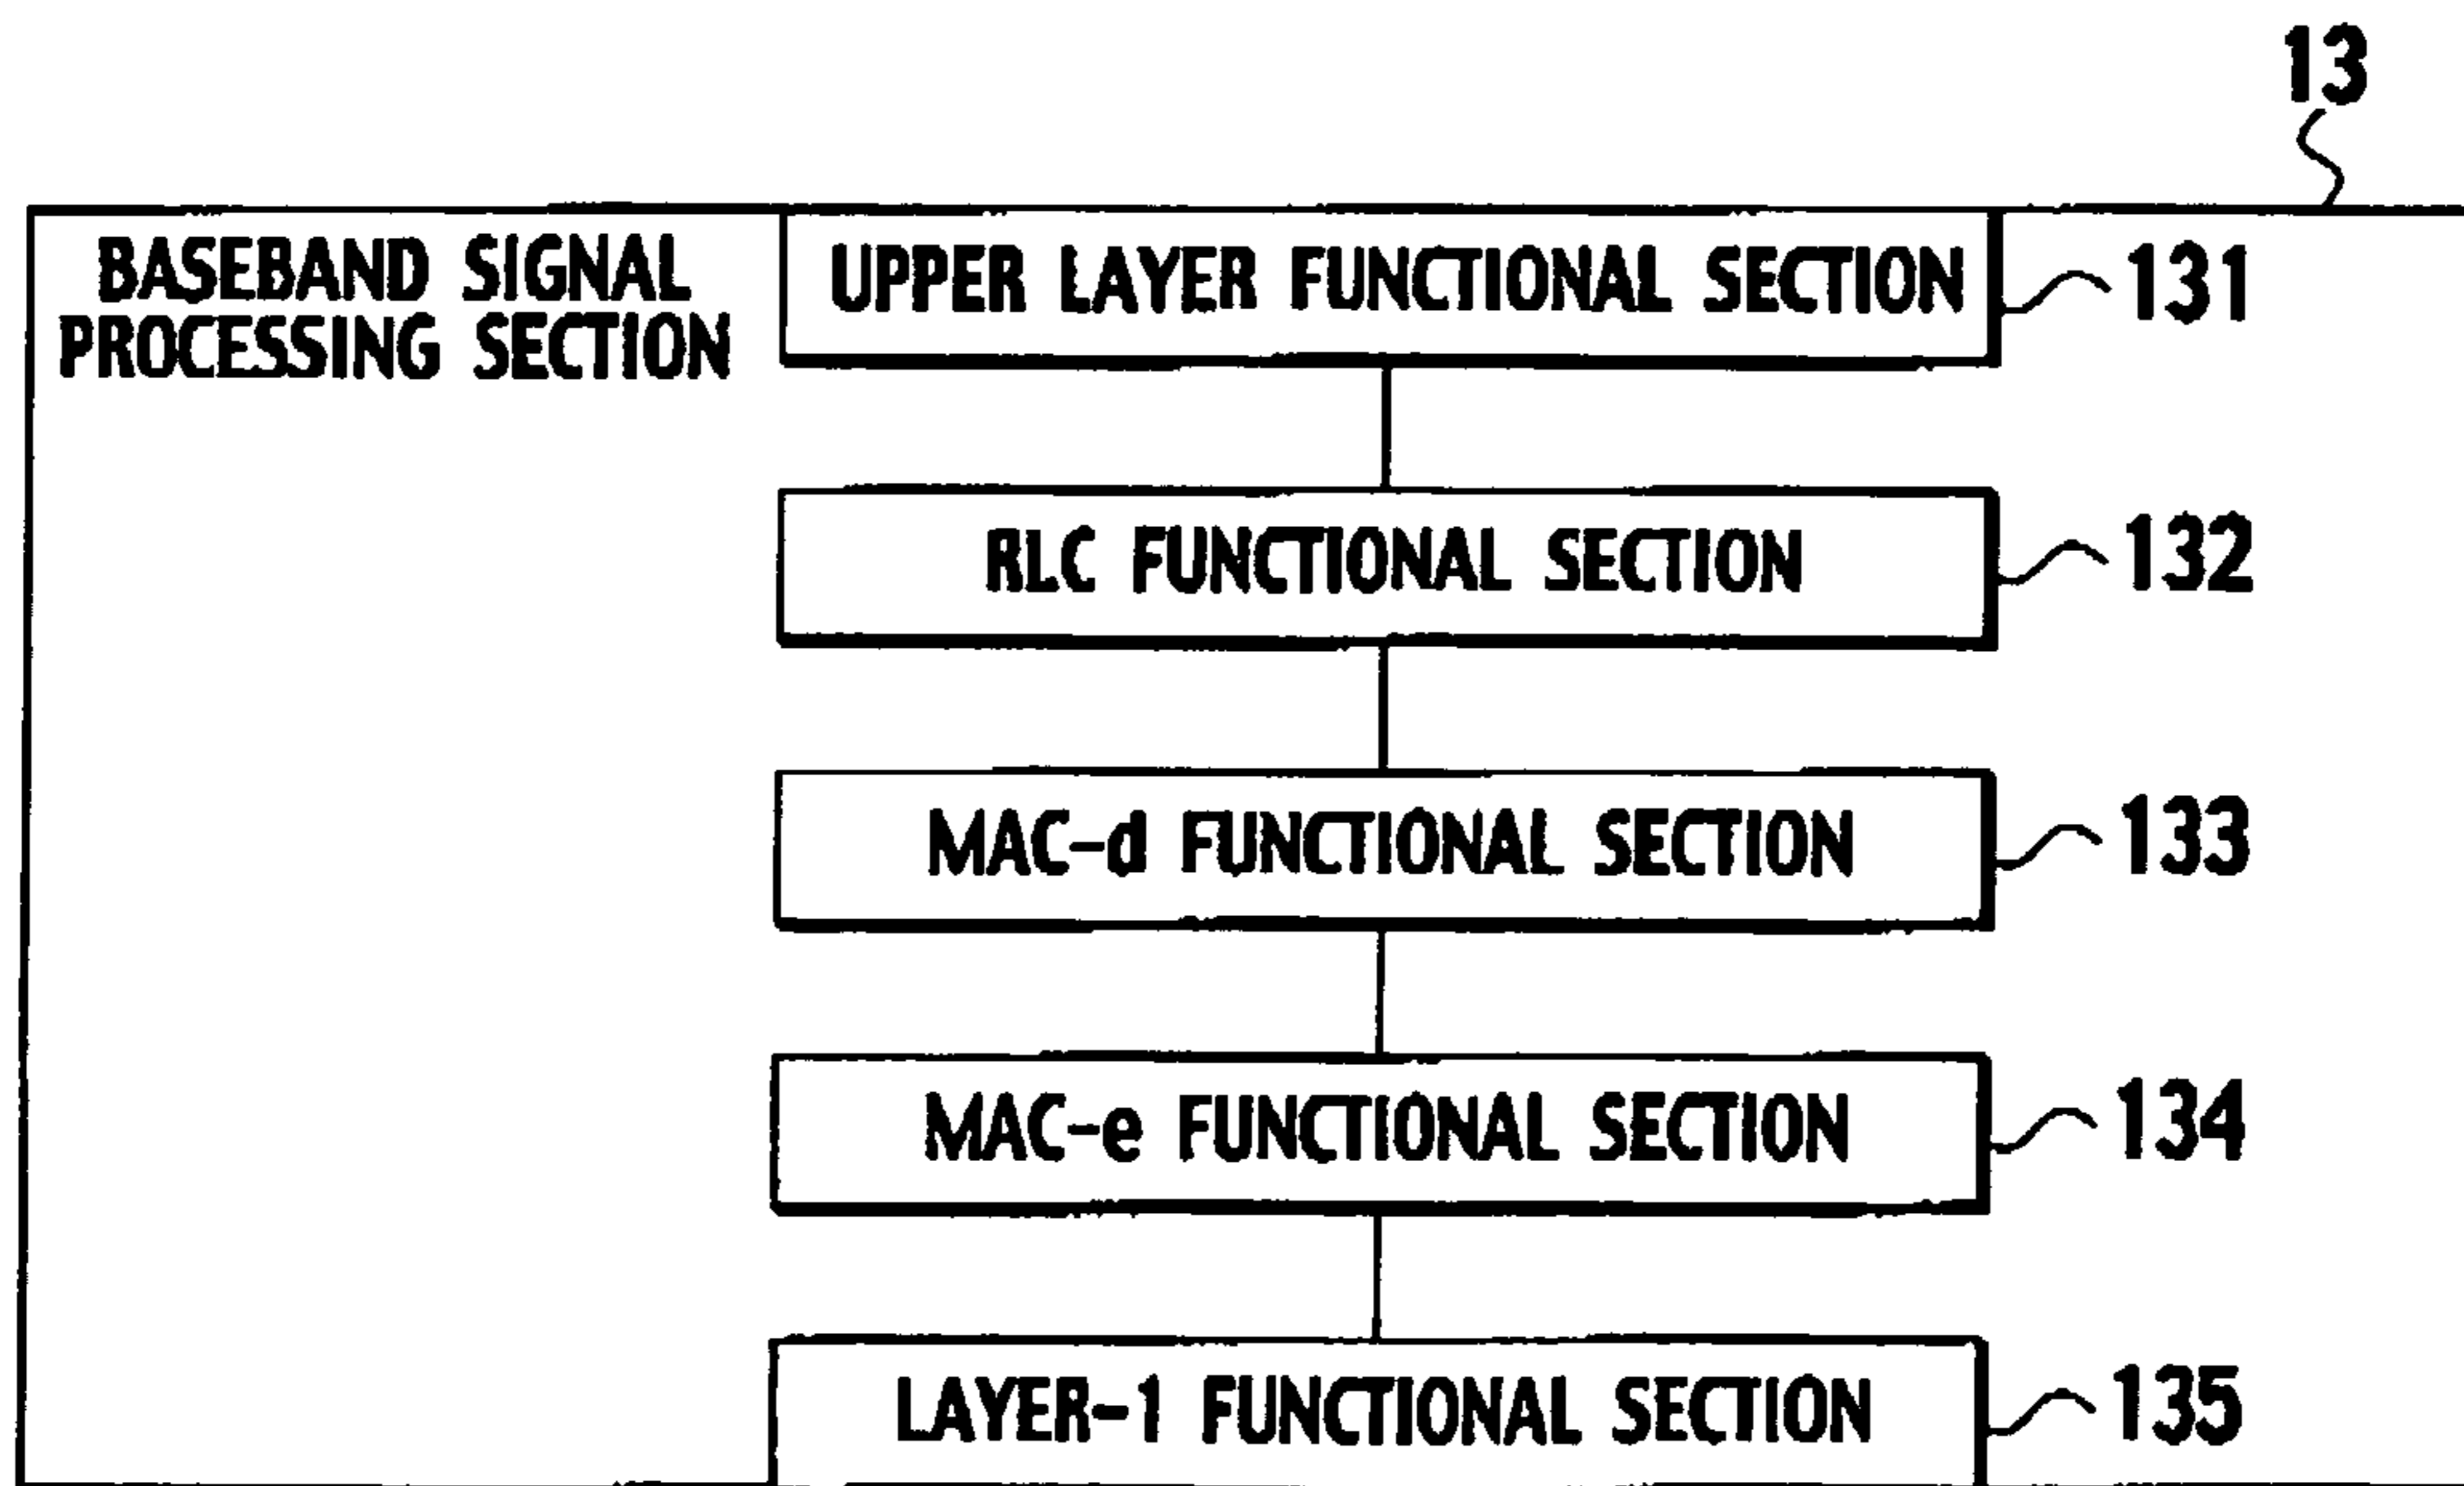 13
BASEBAND SIGNAL
PROCESSING SECTION
UPPER LAYER FUNCTIONAL SECTION
131
RLC FUNCTIONAL SECTION
132
MAC-d FUNCTIONAL SECTION
133
MAC-e FUNCTIONAL SECTION
134
LAYER-1 FUNCTIONAL SECTION
135